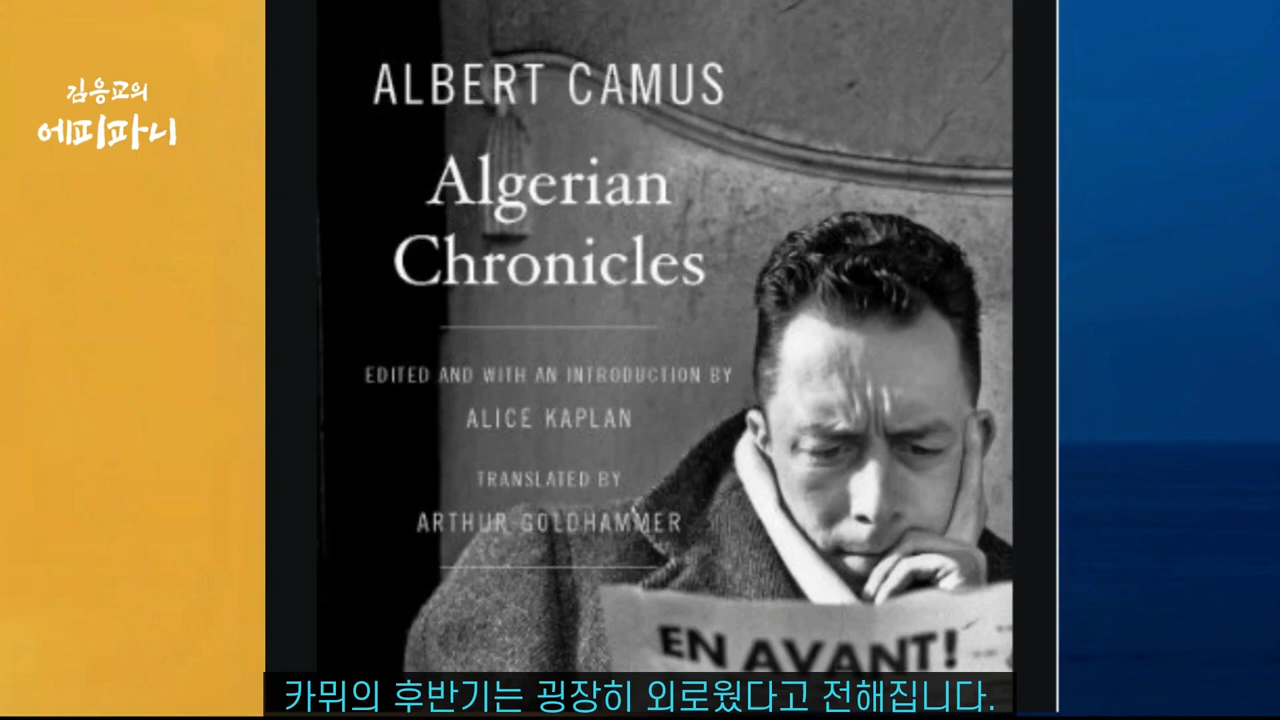 김응교의
에피파니
ALBERT CAMUS
Algerian
Chronicles
EDITED AND WITH AN INTRODUCTION BY
ALICE KAPLAN
TRANSLATED BY
ARTHUR GOLDHAMMER
EN AVANT!
카뮈의 후반기는 굉장히 외로웠다고 전해집니다.